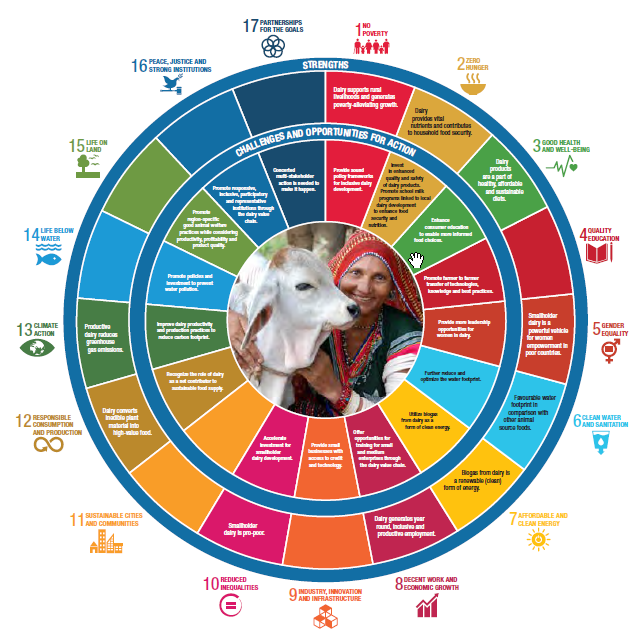 17 PARTNERSHIPS
FOR THE GOALS
1 NO
POVERTY
16 PEACE, JUSTICE AND
STRONG INSTITUTIONS
2 ZERO
HUNGER
15 LIFE ON
LAND
3 GOOD HEALTH
AND WELL-BEING
14 LIFE BELOW
WATER
4 QUALITY
EDUCATION
13 CLIMATE
ACTION
5 GENDER
EQUALITY
12 RESPONSIBLE
CONSUMPTION
AND PRODUCTION
6 CLEAN WATER
AND SANITATION
11 SUSTAINABLE CITIES
AND COMMUNITIES
7 AFFORDABLE AND
CLEAN ENERGY
10 REDUCED
INEQUALITIES
9 INDUSTRY, INNOVATION
AND INFRASTRUCTURE
8 DECENT WORK AND
ECONOMIC GROWTH
STRENGTHS
Dairy supports rural
livelihoods and generates
poverty-alleviating growth.
Dairy
provides vital
nutrients and contributes
to household food security.
Dairy
products
are a part of
healthy, affordable
and sustainable
diets.
Smallholder
dairy is a
powerful vehicle
for women
empowerment in
poor countries.
Favourable water
footprint in
comparison with
other animal
source foods.
Biogas from dairy is
a renewable (clean)
form of energy.
Dairy generates year
round, inclusive and
productive employment.
Smallholder
dairy is pro-poor.
Dairy converts
inedible plant
material into
high-value food.
Productive
dairy reduces
greenhouse
gas emissions.
CHALLENGES AND OPPORTUNITIES FOR ACTION
Provide sound
policy frameworks
for inclusive dairy
development.
Invest
in enhanced
quality and safety
of dairy products.
Promote school milk
programs linked to local
dairy development
to enhance food
security and
nutrition.
Enhance
consumer education
to enable more informed
food choices.
Promote farmer to farmer
transfer of technologies,
knowledge and best practices.
Provide more leadership
opportunities for
women in dairy.
Further reduce and
optimize the water footprint.
Utilize biogas
from dairy as a
form of clean energy.
Offer
opportunities for
training for small
and medium
enterprises through
the dairy value chain.
Provide small
businesses with
access to credit
and technology.
Accelerate
investment for
smallholder
dairy development.
Recognize the role of dairy
as a net contributor to
sustainable food supply.
Improve dairy productivity
and production practices to
reduce carbon footprint.
Promote policies and
investment to prevent
water pollution.
Promote
region-specific
good animal welfare
practices while considering
productivity, profitability and
product quality.
Promote responsive,
inclusive, participatory
and representative
institutions through
the dairy value
chain.
Concerted
multi-stakeholder
action is needed to
make it happen.